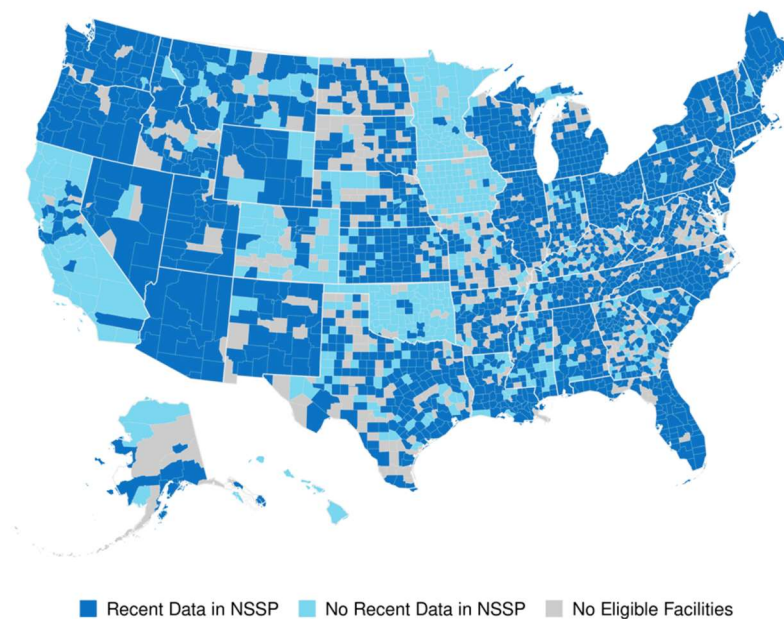 Recent Data in NSSP No Recent Data in NSSP No Eligible Facilities